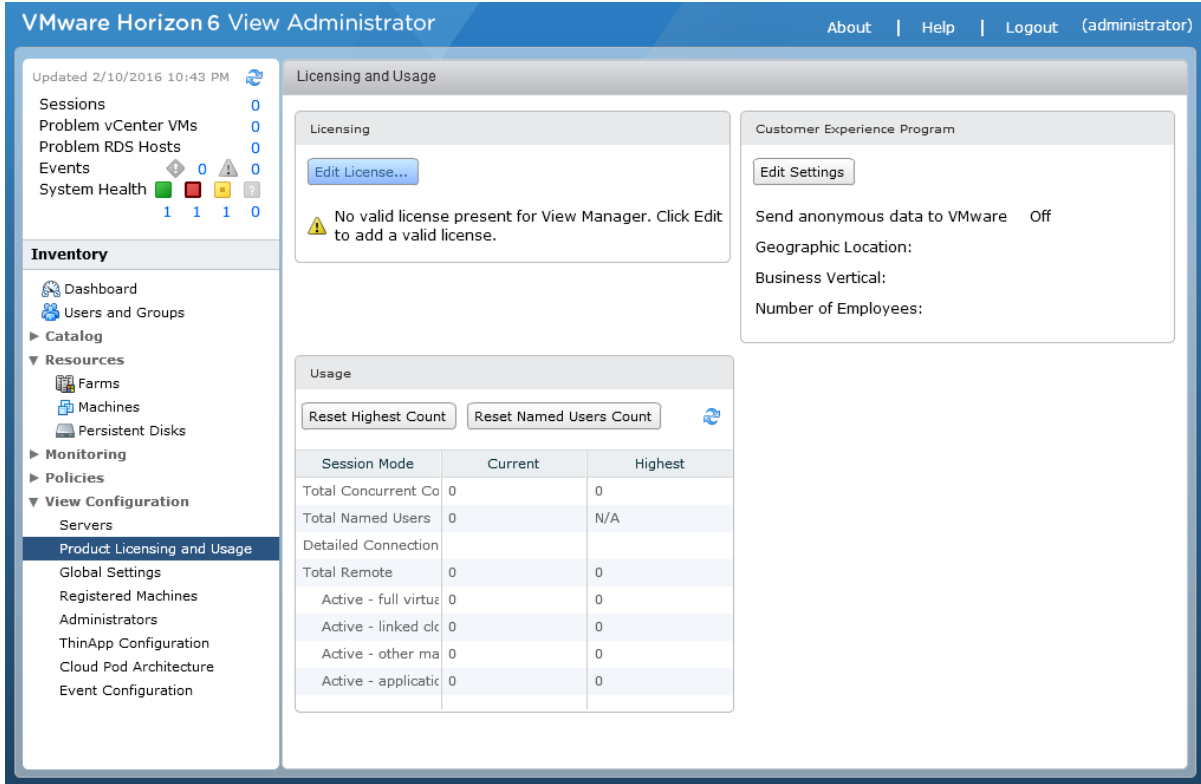 VMware Horizon 6 View Administrator
About | Help | Logout (administrator)
Updated 2/10/2016 10:43 PM
Sessions 0
Problem vCenter VMs 0
Problem RDS Hosts 0
Events 0 0
System Health
1 1 1 0
Inventory
Dashboard
Users and Groups
Catalog
Resources
Farms
Machines
Persistent Disks
Monitoring
Policies
View Configuration
Servers
Product Licensing and Usage
Global Settings
Registered Machines
Administrators
ThinApp Configuration
Cloud Pod Architecture
Event Configuration
Licensing and Usage
Licensing
Edit License...
No valid license present for View Manager. Click Edit
to add a valid license.
Customer Experience Program
Edit Settings
Send anonymous data to VMware Off
Geographic Location:
Business Vertical:
Number of Employees:
Usage
Reset Highest Count Reset Named Users Count
Session Mode Current Highest
Total Concurrent Co 0 0
Total Named Users 0 N/A
Detailed Connection
Total Remote 0 0
Active - full virtua 0 0
Active - linked clo 0 0
Active - other ma 0 0
Active - applicatic 0 0